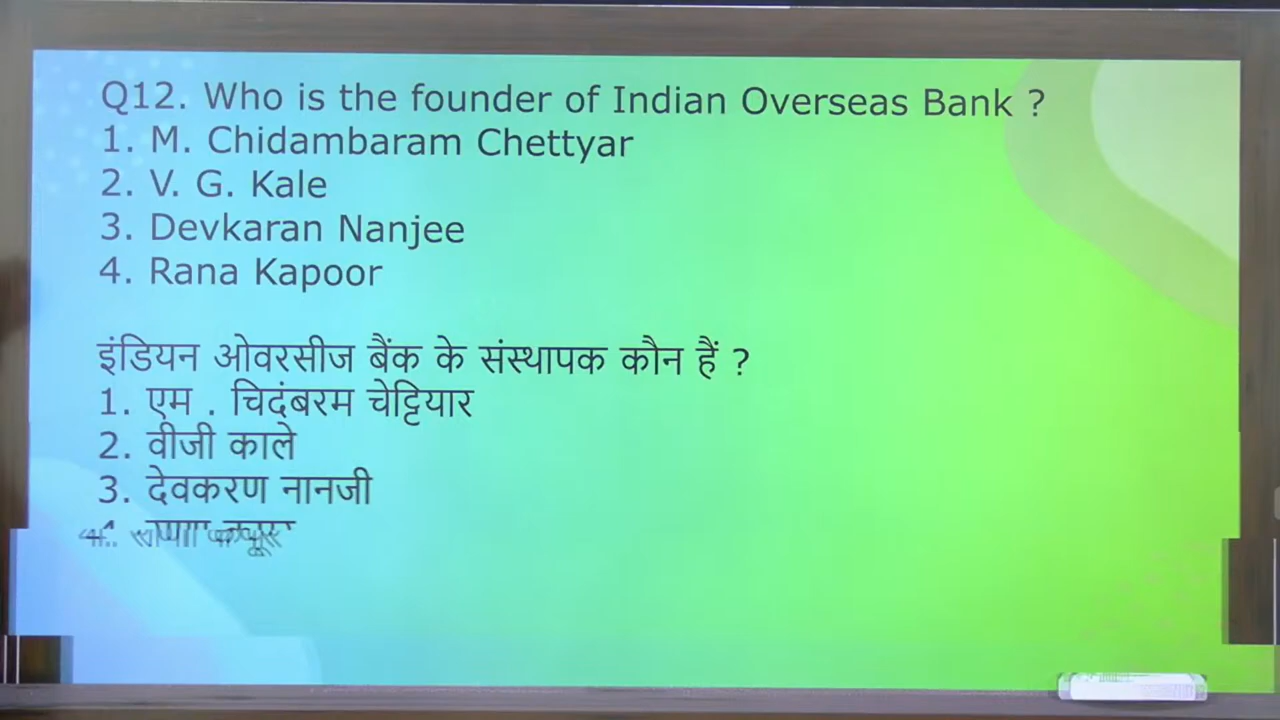 Q12. Who is the founder of Indian Overseas Bank ?
1. M. Chidambaram Chettyar
2. V. G. Kale
3. Devkaran Nanjee
4. Rana Kapoor
इंडियन ओवरसीज बैंक के संस्थापक कौन हैं ?
1. एम . चिदंबरम चेट्टियार
2. वीजी काले
3. देवकरण नानजी
4.